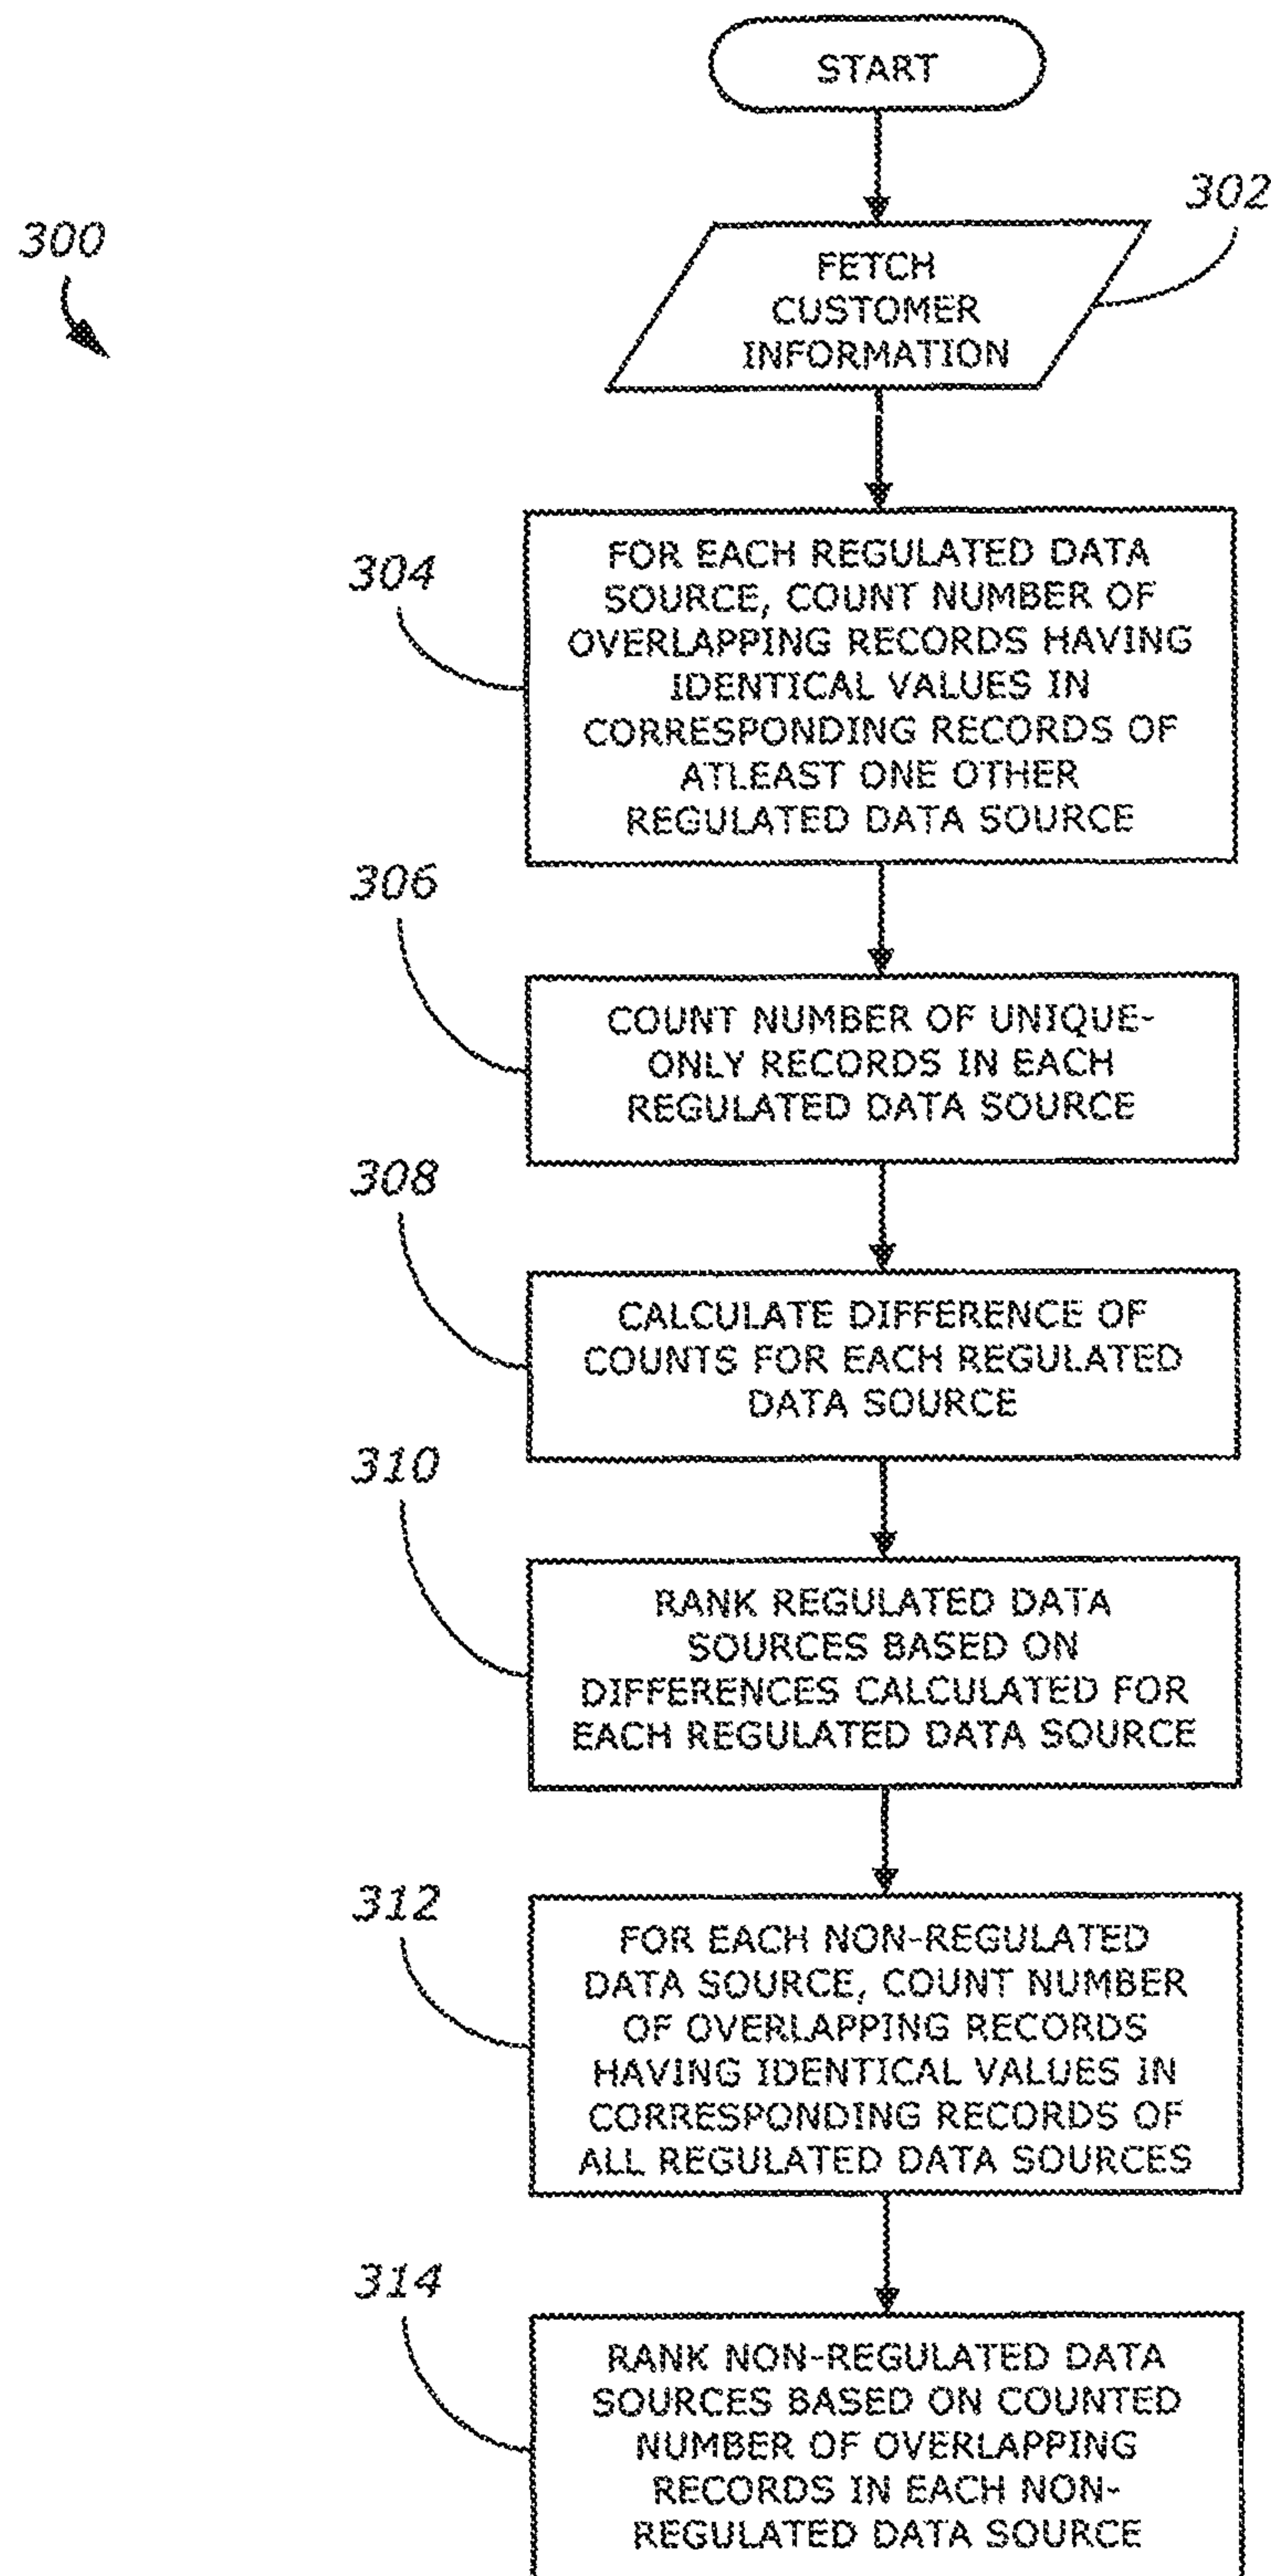 START
300
302
FETCH
CUSTOMER
INFORMATION
304
FOR EACH REGULATED DATA
SOURCE, COUNT NUMBER OF
OVERLAPPING RECORDS HAVING
IDENTICAL VALUES IN
CORRESPONDING RECORDS OF
ATLEAST ONE OTHER
REGULATED DATA SOURCE
306
COUNT NUMBER OF UNIQUE-
ONLY RECORDS IN EACH
REGULATED DATA SOURCE
308
CALCULATE DIFFERENCE OF
COUNTS FOR EACH REGULATED
DATA SOURCE
310
RANK REGULATED DATA
SOURCES BASED ON
DIFFERENCES CALCULATED FOR
EACH REGULATED DATA SOURCE
312
FOR EACH NON-REGULATED
DATA SOURCE, COUNT NUMBER
OF OVERLAPPING RECORDS
HAVING IDENTICAL VALUES IN
CORRESPONDING RECORDS OF
ALL REGULATED DATA SOURCES
314
RANK NON-REGULATED DATA
SOURCES BASED ON COUNTED
NUMBER OF OVERLAPPING
RECORDS IN EACH NON-
REGULATED DATA SOURCE